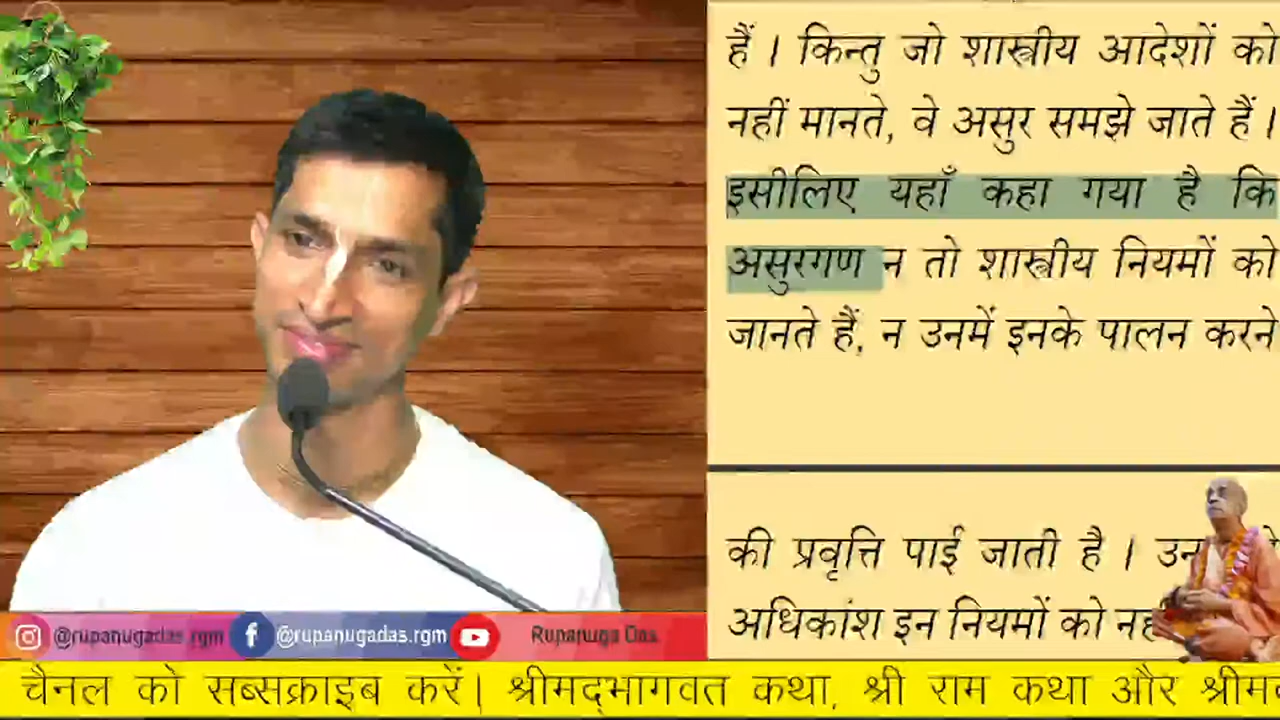 हैं । किन्तु जो शास्त्रीय आदेशों को
नहीं मानते, वे असुर समझे जाते हैं ।
इसीलिए यहाँ कहा गया है कि
असुरगण न तो शास्त्रीय नियमों को
जानते हैं, न उनमें इनके पालन करने
की प्रवृत्ति पाई जाती है ।
अधिकांश इन नियमों को
@rupanugadas.rgm @rupanugadas.rgm Rupanuga Das
चैनल को सब्सक्राइब करें| श्रीमद्भागवत कथा, श्री राम कथा और